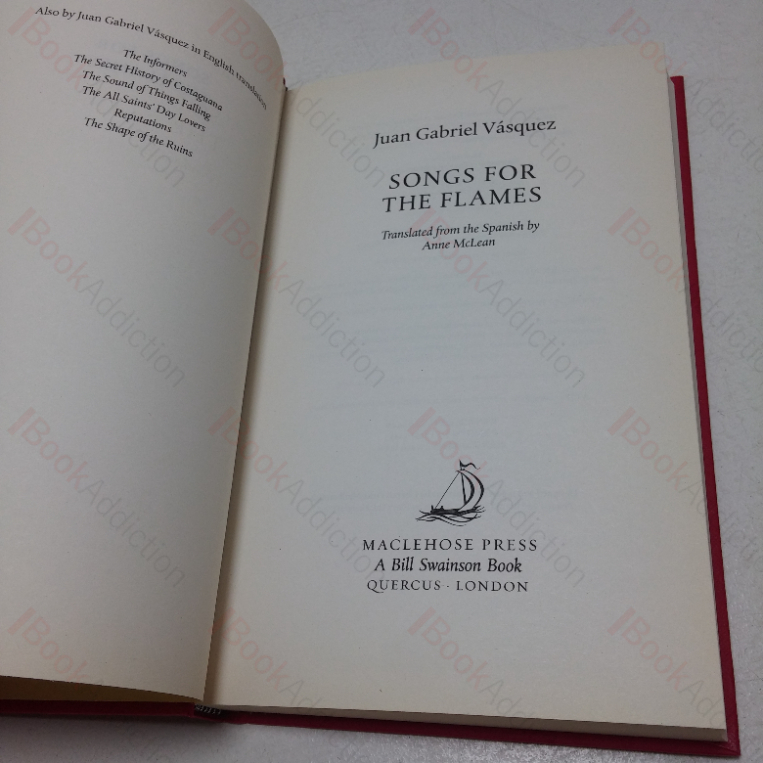 Also by Juan Gabriel Vásquez in English translation
The Informers
The Secret History of Costaguana
The Sound of Things Falling
The All Saints' Day Lovers
Reputations
The Shape of the Ruins
Juan Gabriel Vásquez
SONGS FOR
THE FLAMES
Translated from the Spanish by
Anne McLean
MACLEHOSE PRESS
A Bill Swainson Book
QUERCUS · LONDON
BookAddiction